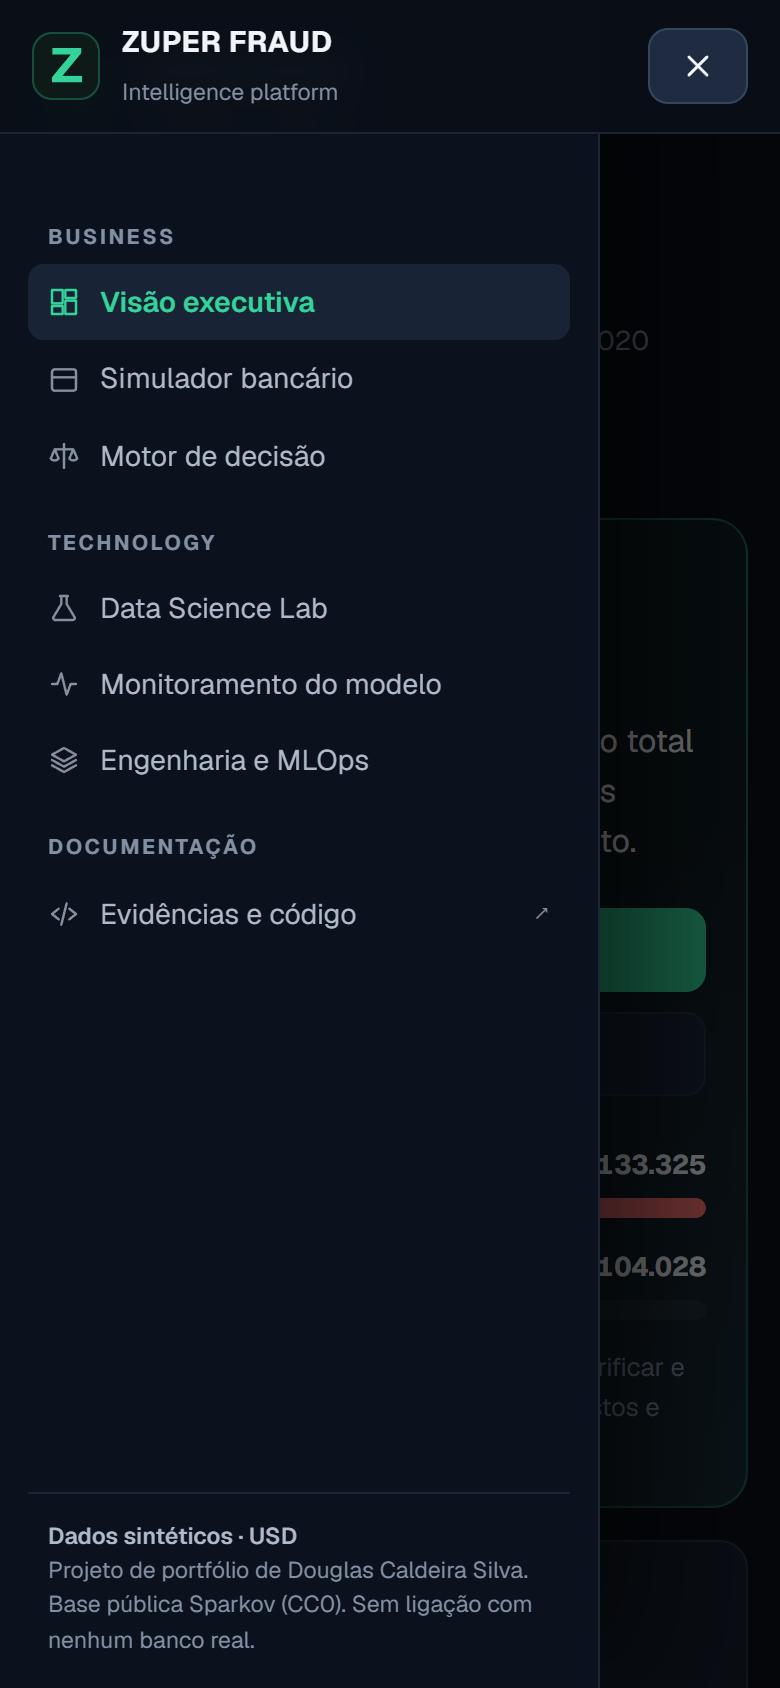 Z
ZUPER FRAUD
Intelligence platform
BUSINESS
Visão executiva
Simulador bancário
Motor de decisão
TECHNOLOGY
Data Science Lab
Monitoramento do modelo
Engenharia e MLOps
DOCUMENTAÇÃO
Evidências e código ↗
Dados sintéticos · USD
Projeto de portfólio de Douglas Caldeira Silva.
Base pública Sparkov (CC0). Sem ligação com
nenhum banco real.
020
o total
s
to.
133.325
104.028
rificar e
stos e